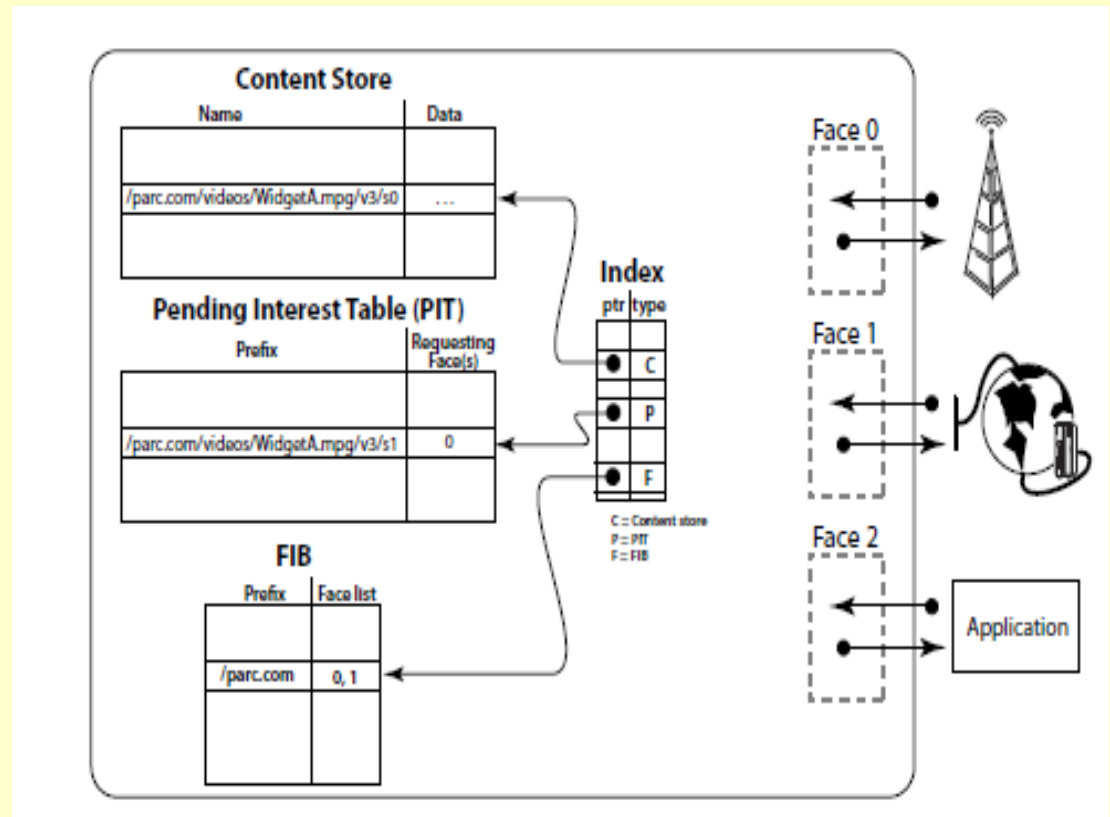 Content Store
Name Data
/parc.com/videos/WidgetA.mpg/v3/s0 ...
Pending Interest Table (PIT)
Prefix Requesting
Face(s)
/parc.com/videos/WidgetA.mpg/v3/s1 0
FIB
Prefix Face list
/parc.com 0, 1
Index
ptr type
C
P
F
C = Content store
P = PIT
F = FIB
Face 0
Face 1
Face 2
Application